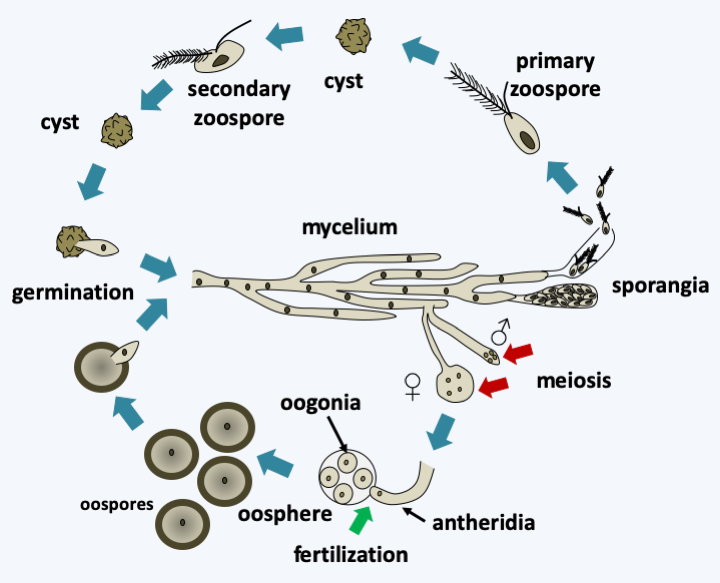 primary
zoospore
cyst
secondary
zoospore
cyst
germination
mycelium
sporangia
♂
meiosis
♀
oogonia
oospores
oosphere
antheridia
fertilization